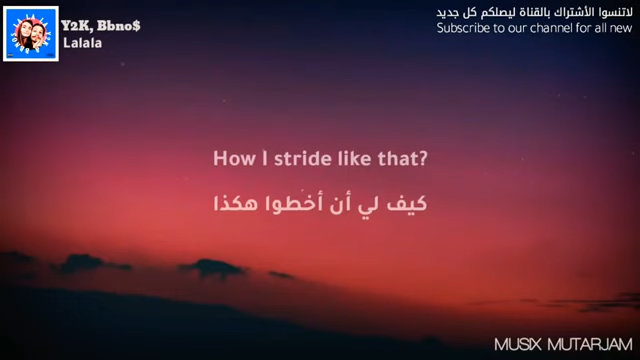 Y2K, Bbno$
Lalala
لاتنسوا الأشتراك بالقناة ليصلكم كل جديد
Subscribe to our channel for all new
How I stride like that?
كيف لي أن أخطوا هكذا
MUSIX MUTARJAM